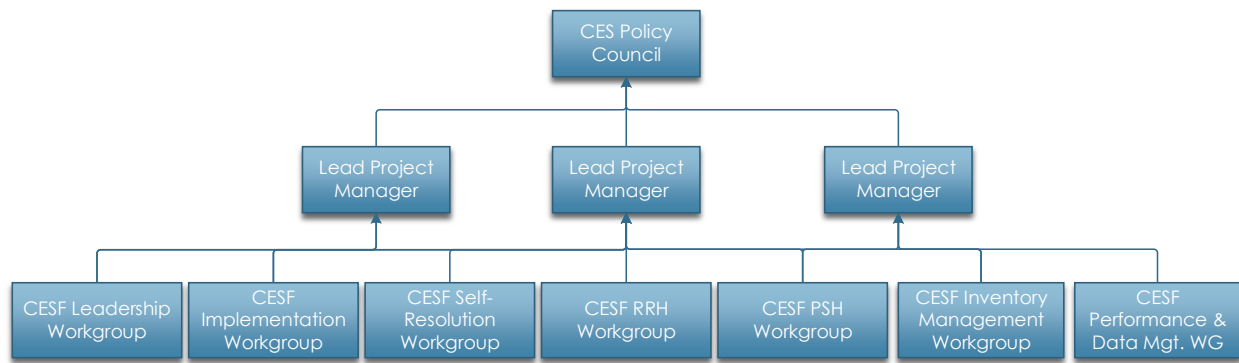 CES Policy
Council
Lead Project
Manager
Lead Project
Manager
Lead Project
Manager
CESF Leadership
Workgroup
CESF
Implementation
Workgroup
CESF Self-
Resolution
Workgroup
CESF RRH
Workgroup
CESF PSH
Workgroup
CESF Inventory
Management
Workgroup
CESF
Performance &
Data Mgt. WG